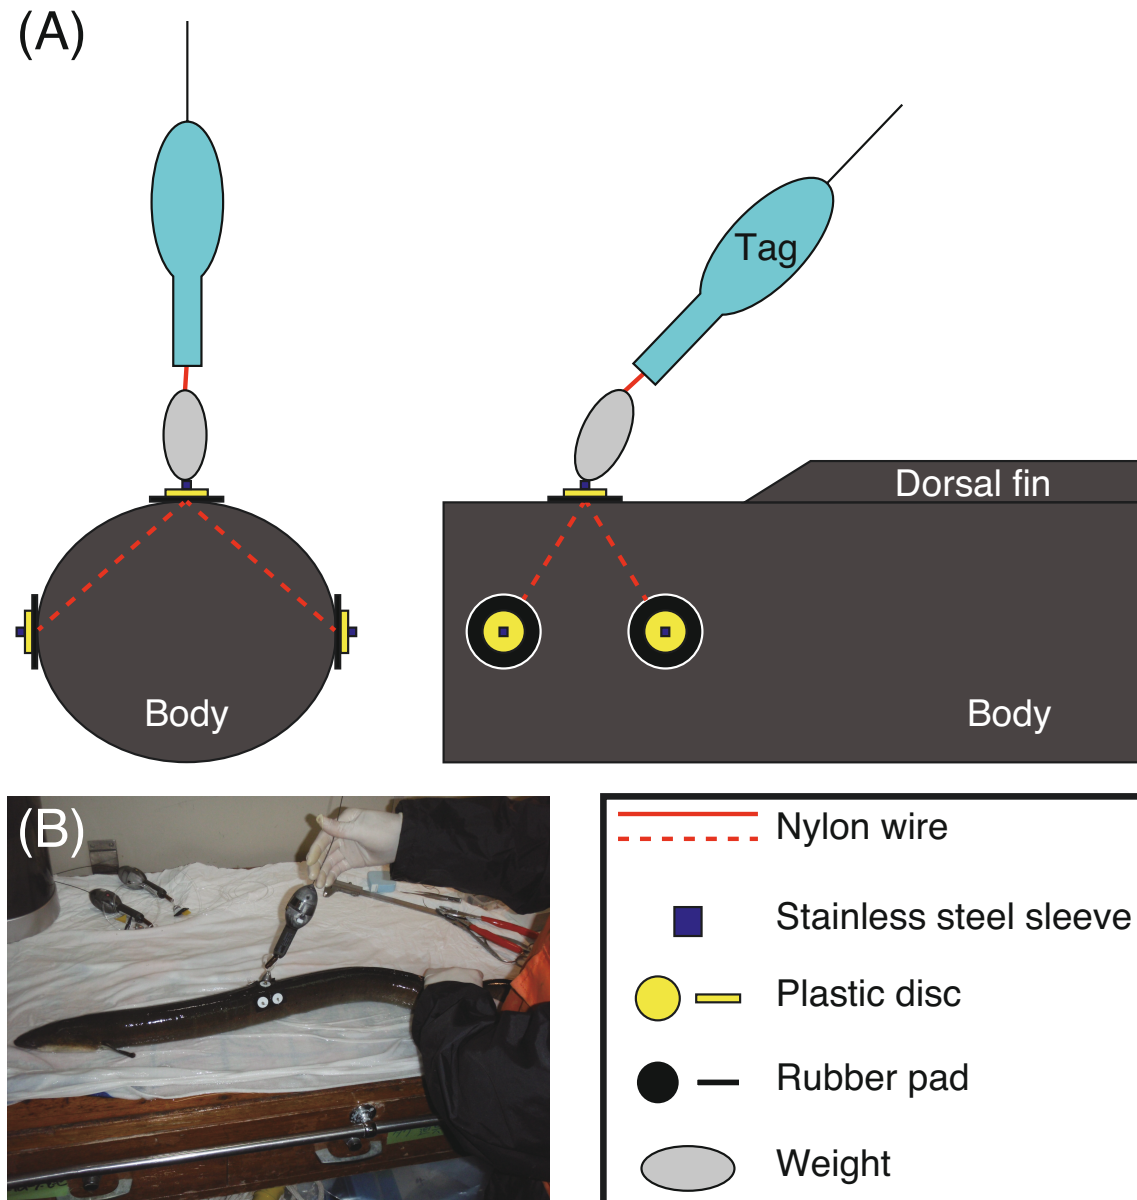 (A)
Tag
Dorsal fin
Body
Body
(B)
Nylon wire
Stainless steel sleeve
Plastic disc
Rubber pad
Weight